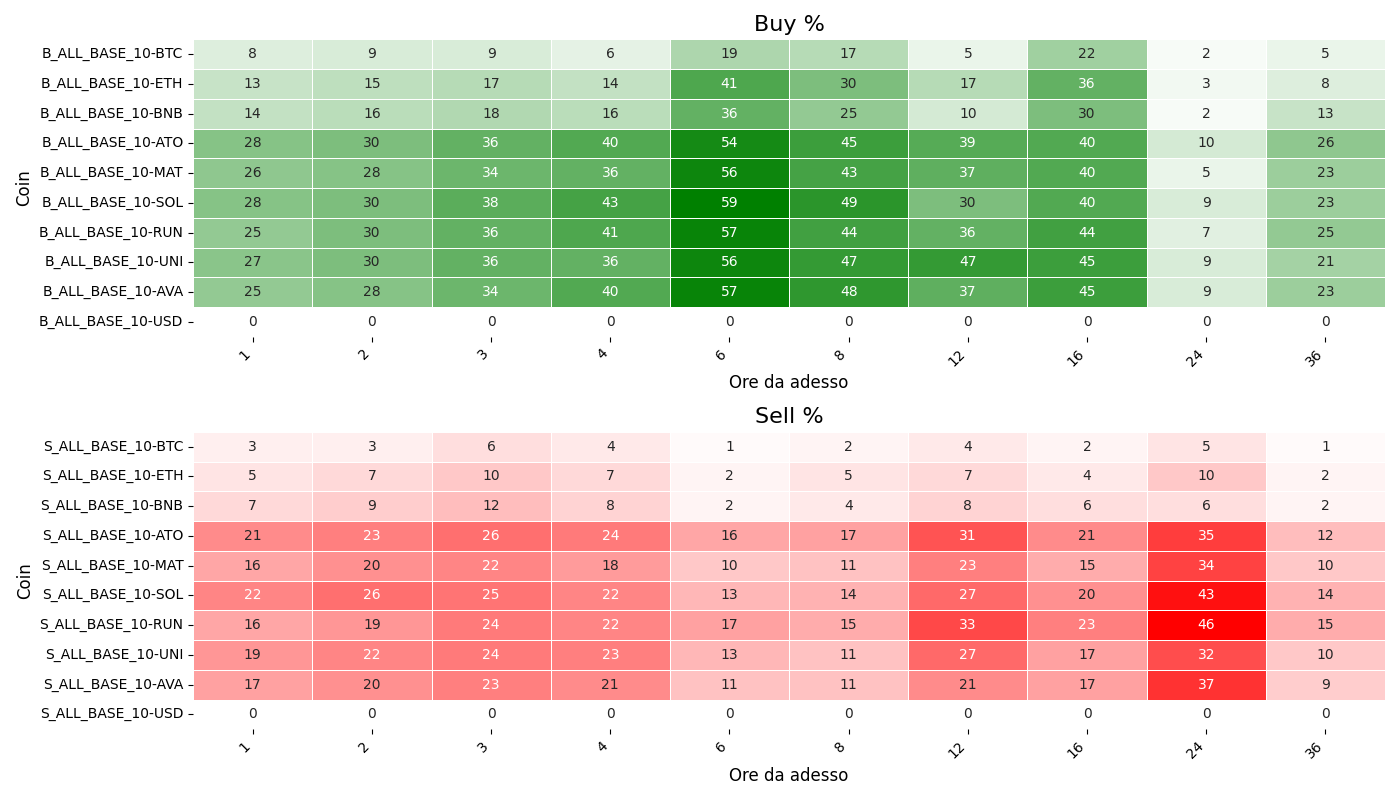 Buy %
Coin
B_ALL_BASE_10-BTC 8 9 9 6 19 17 5 22 2 5
B_ALL_BASE_10-ETH 13 15 17 14 41 30 17 36 3 8
B_ALL_BASE_10-BNB 14 16 18 16 36 25 10 30 2 13
B_ALL_BASE_10-ATO 28 30 36 40 54 45 39 40 10 26
B_ALL_BASE_10-MAT 26 28 34 36 56 43 37 40 5 23
B_ALL_BASE_10-SOL 28 30 38 43 59 49 30 40 9 23
B_ALL_BASE_10-RUN 25 30 36 41 57 44 36 44 7 25
B_ALL_BASE_10-UNI 27 30 36 36 56 47 47 45 9 21
B_ALL_BASE_10-AVA 25 28 34 40 57 48 37 45 9 23
B_ALL_BASE_10-USD 0 0 0 0 0 0 0 0 0 0
1 2 3 4 6 8 12 16 24 36
Ore da adesso
Sell %
Coin
S_ALL_BASE_10-BTC 3 3 6 4 1 2 4 2 5 1
S_ALL_BASE_10-ETH 5 7 10 7 2 5 7 4 10 2
S_ALL_BASE_10-BNB 7 9 12 8 2 4 8 6 6 2
S_ALL_BASE_10-ATO 21 23 26 24 16 17 31 21 35 12
S_ALL_BASE_10-MAT 16 20 22 18 10 11 23 15 34 10
S_ALL_BASE_10-SOL 22 26 25 22 13 14 27 20 43 14
S_ALL_BASE_10-RUN 16 19 24 22 17 15 33 23 46 15
S_ALL_BASE_10-UNI 19 22 24 23 13 11 27 17 32 10
S_ALL_BASE_10-AVA 17 20 23 21 11 11 21 17 37 9
S_ALL_BASE_10-USD 0 0 0 0 0 0 0 0 0 0
1 2 3 4 6 8 12 16 24 36
Ore da adesso